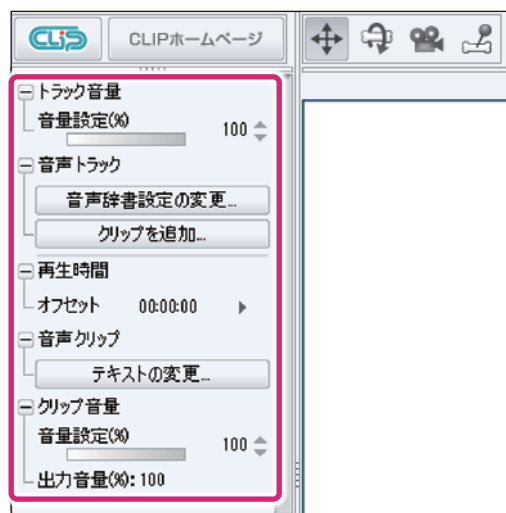 CLiP CLIPホームページ
トラック音量
音量設定(%) 100
音声トラック
音声辞書設定の変更...
クリップを追加...
再生時間
オフセット 00:00:00
音声クリップ
テキストの変更...
クリップ音量
音量設定(%) 100
出力音量(%): 100